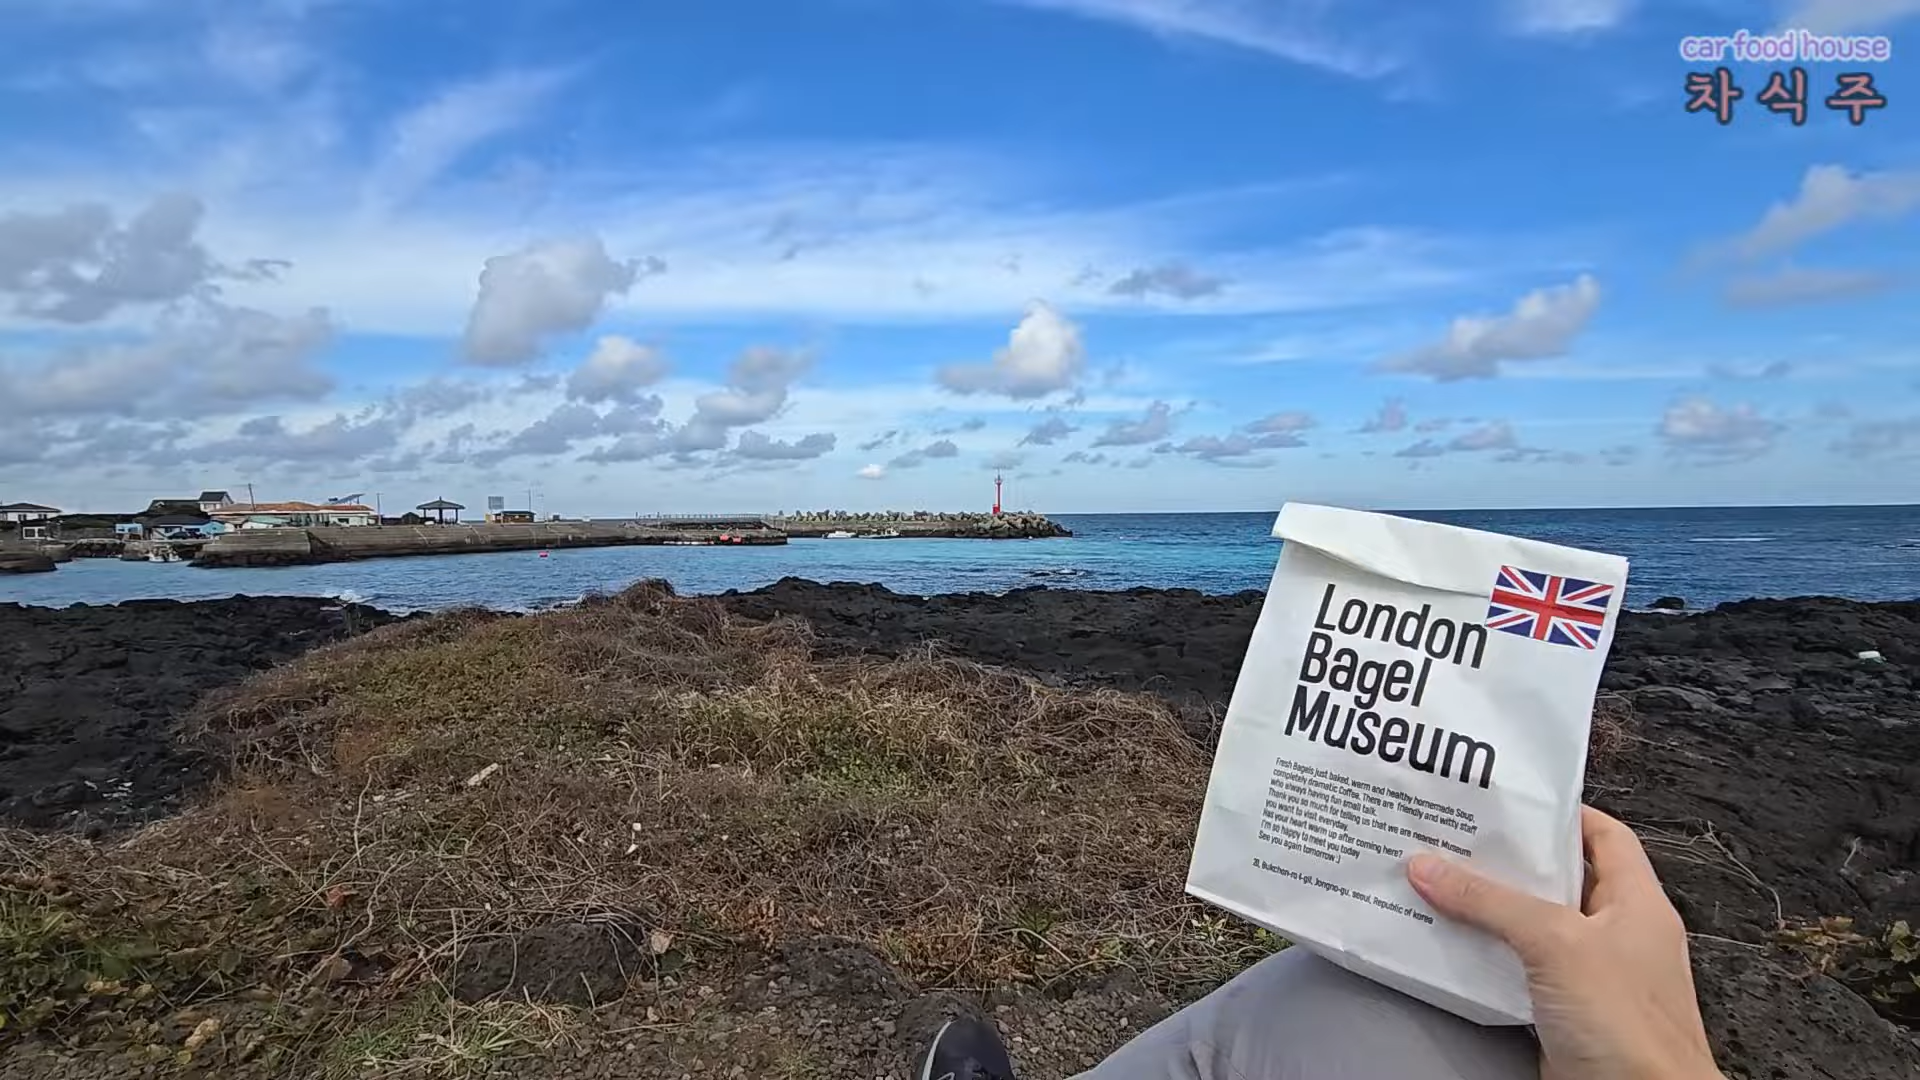 car food house
차식주
London
Bagel
Museum
Fresh Bagels just baked, warm and healthy homemade Soup,
completely dramatic Coffee. There are friendly and witty staff
who always having fun small talk.
Thank you so much for telling us that we are nearest Museum
you want to visit everyday.
Has your heart warm up after coming here?
I'm so happy to meet you today
See you again tomorrow :)
20, Bukchon-ro 4-gil, Jongno-gu, seoul, Republic of korea